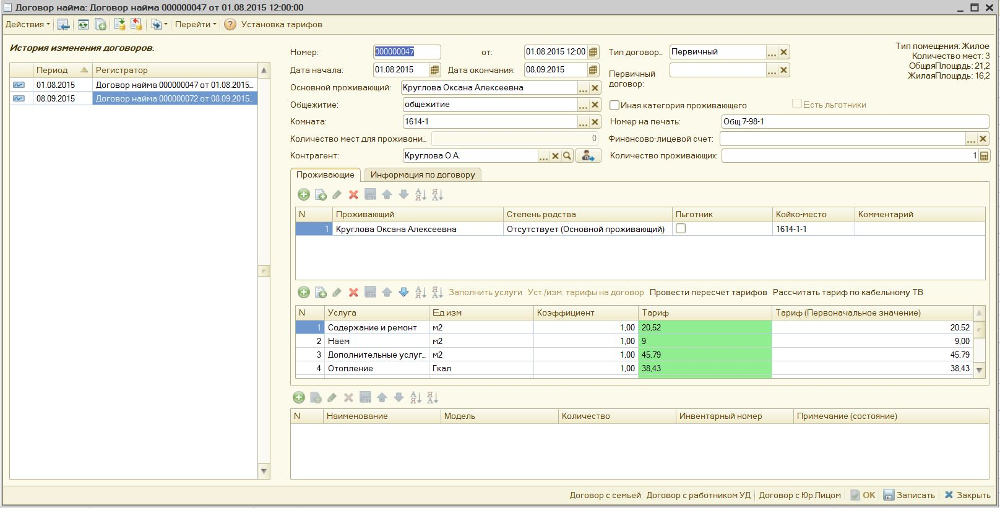 Договор найма: Договор найма 000000047 от 01.08.2015 12:00:00
Действия Перейти ? Установка тарифов
История изменения договоров:
Период Регистратор
01.08.2015 Договор найма 000000047 от 01.08.2015...
08.09.2015 Договор найма 000000072 от 08.09.2015...
Номер: 000000047 от: 01.08.2015 12:00 Тип договор... Первичный ...
Дата начала: 01.08.2015 Дата окончания: 08.09.2015 Первичный договор: ...
Тип помещения: Жилое
Количество мест: 3
ОбщаяПлощадь: 21,2
ЖилаяПлощадь: 16,2
Основной проживающий: Круглова Оксана Алексеевна ...
Общежитие: общежитие ... Иная категория проживающего Есть льготники
Комната: 1614-1 ... Номер на печать: Общ.7-98-1
Количество мест для проживани... 0 Финансово-лицевой счет: ...
Контрагент: Круглова О.А. ... Количество проживающих: 1
Проживающие Информация по договору
N Проживающий Степень родства Льготник Койко-место Комментарий
1 Круглова Оксана Алексеевна Отсутствует (Основной проживающий) 1614-1-1
Заполнить услуги Уст./изм. тарифы на договор Провести пересчет тарифов Рассчитать тариф по кабельному ТВ
N Услуга Ед изм Коэффициент Тариф Тариф (Первоначальное значение)
1 Содержание и ремонт м2 1,00 20,52 20,52
2 Наем м2 1,00 9 9,00
3 Дополнительные услуг... м2 1,00 45,79 45,79
4 Отопление Гкал 1,00 38,43 38,43
N Наименование Модель Количество Инвентарный номер Примечание (состояние)
Договор с семьей Договор с работником УД Договор с Юр.Лицом OK Записать Закрыть